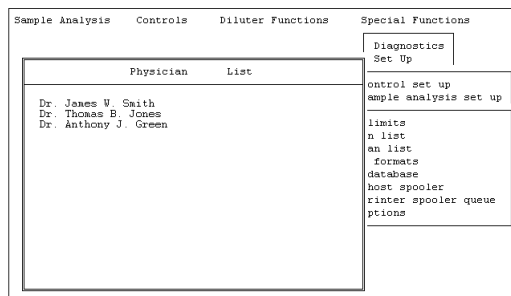 Sample Analysis Controls Diluter Functions Special Functions
Diagnostics
Set Up
Physician List
Dr. James W. Smith
Dr. Thomas B. Jones
Dr. Anthony J. Green
ontrol set up
ample analysis set up
limits
n list
an list
formats
database
host spooler
rinter spooler queue
ptions